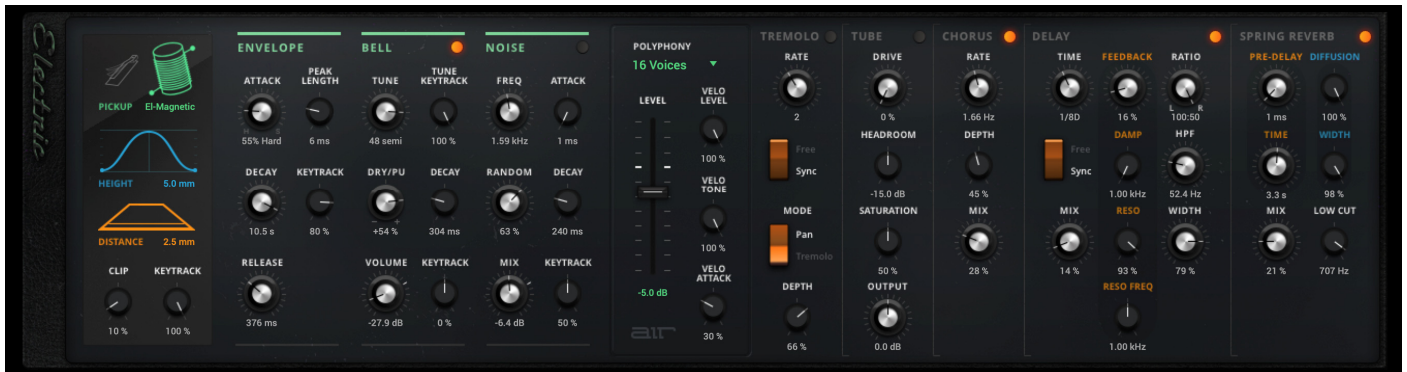 Electric
PICKUP
El-Magnetic
HEIGHT
5.0 mm
DISTANCE
2.5 mm
CLIP
KEYTRACK
10 %
100 %
ENVELOPE
ATTACK
PEAK
LENGTH
55% Hard
6 ms
DECAY
KEYTRACK
10.5 s
80 %
RELEASE
376 ms
BELL
TUNE
TUNE
KEYTRACK
48 semi
100 %
DRY/PU
DECAY
+54 %
304 ms
VOLUME
KEYTRACK
-27.9 dB
0 %
NOISE
FREQ
ATTACK
1.59 kHz
1 ms
RANDOM
DECAY
63 %
240 ms
MIX
KEYTRACK
-6.4 dB
50 %
POLYPHONY
16 Voices
LEVEL
-5.0 dB
air
VELO
LEVEL
100 %
VELO
TONE
100 %
VELO
ATTACK
30 %
TREMOLO
RATE
2
Free
Sync
MODE
Pan
Tremolo
DEPTH
66 %
TUBE
DRIVE
0 %
HEADROOM
-15.0 dB
SATURATION
50 %
OUTPUT
0.0 dB
CHORUS
RATE
1.66 Hz
DEPTH
45 %
MIX
28 %
DELAY
TIME
FEEDBACK
RATIO
L R
1/8D
16 %
100:50
Free
Sync
DAMP
HPF
1.00 kHz
52.4 Hz
MIX
RESO
WIDTH
14 %
93 %
79 %
RESO FREQ
1.00 kHz
SPRING REVERB
PRE-DELAY
DIFFUSION
1 ms
100 %
TIME
WIDTH
3.3 s
98 %
MIX
LOW CUT
21 %
707 Hz